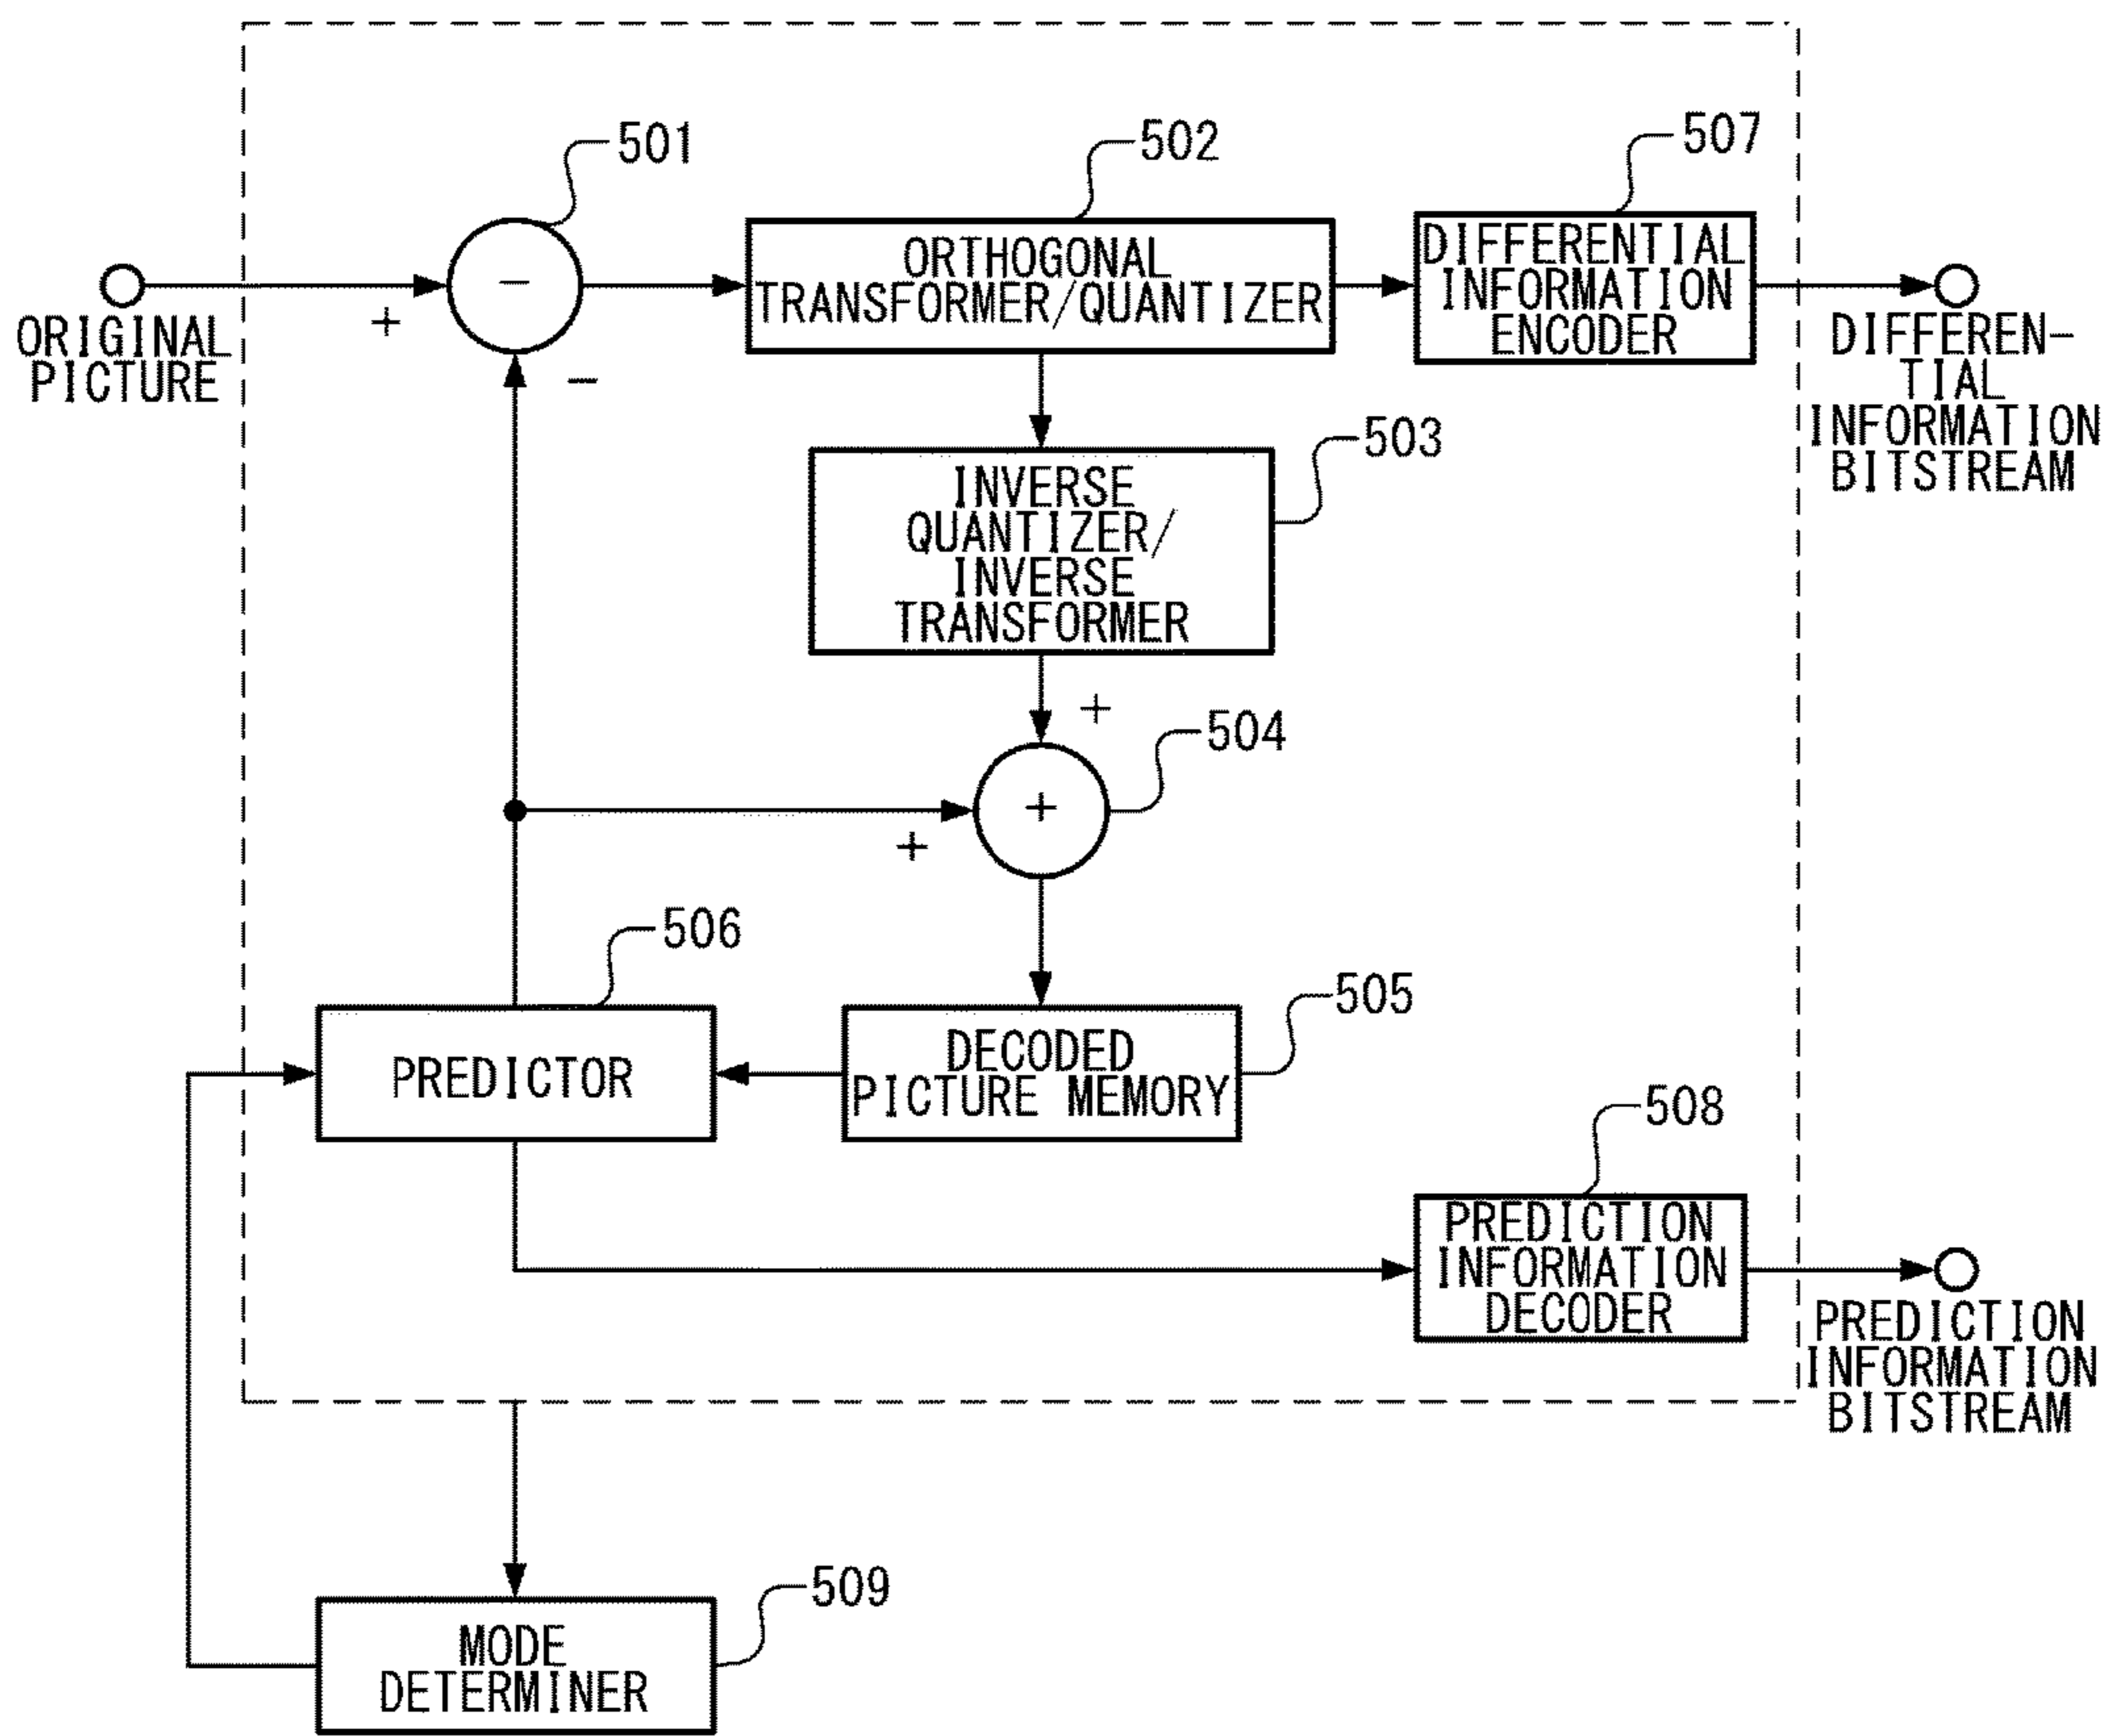 501
502
507
ORIGINAL
PICTURE
+
-
-
ORTHOGONAL
TRANSFORMER/QUANTIZER
DIFFERENTIAL
INFORMATION
ENCODER
DIFFEREN-
TIAL
INFORMATION
BITSTREAM
503
INVERSE
QUANTIZER/
INVERSE
TRANSFORMER
+
504
+
+
506
505
PREDICTOR
DECODED
PICTURE MEMORY
508
PREDICTION
INFORMATION
DECODER
PREDICTION
INFORMATION
BITSTREAM
509
MODE
DETERMINER